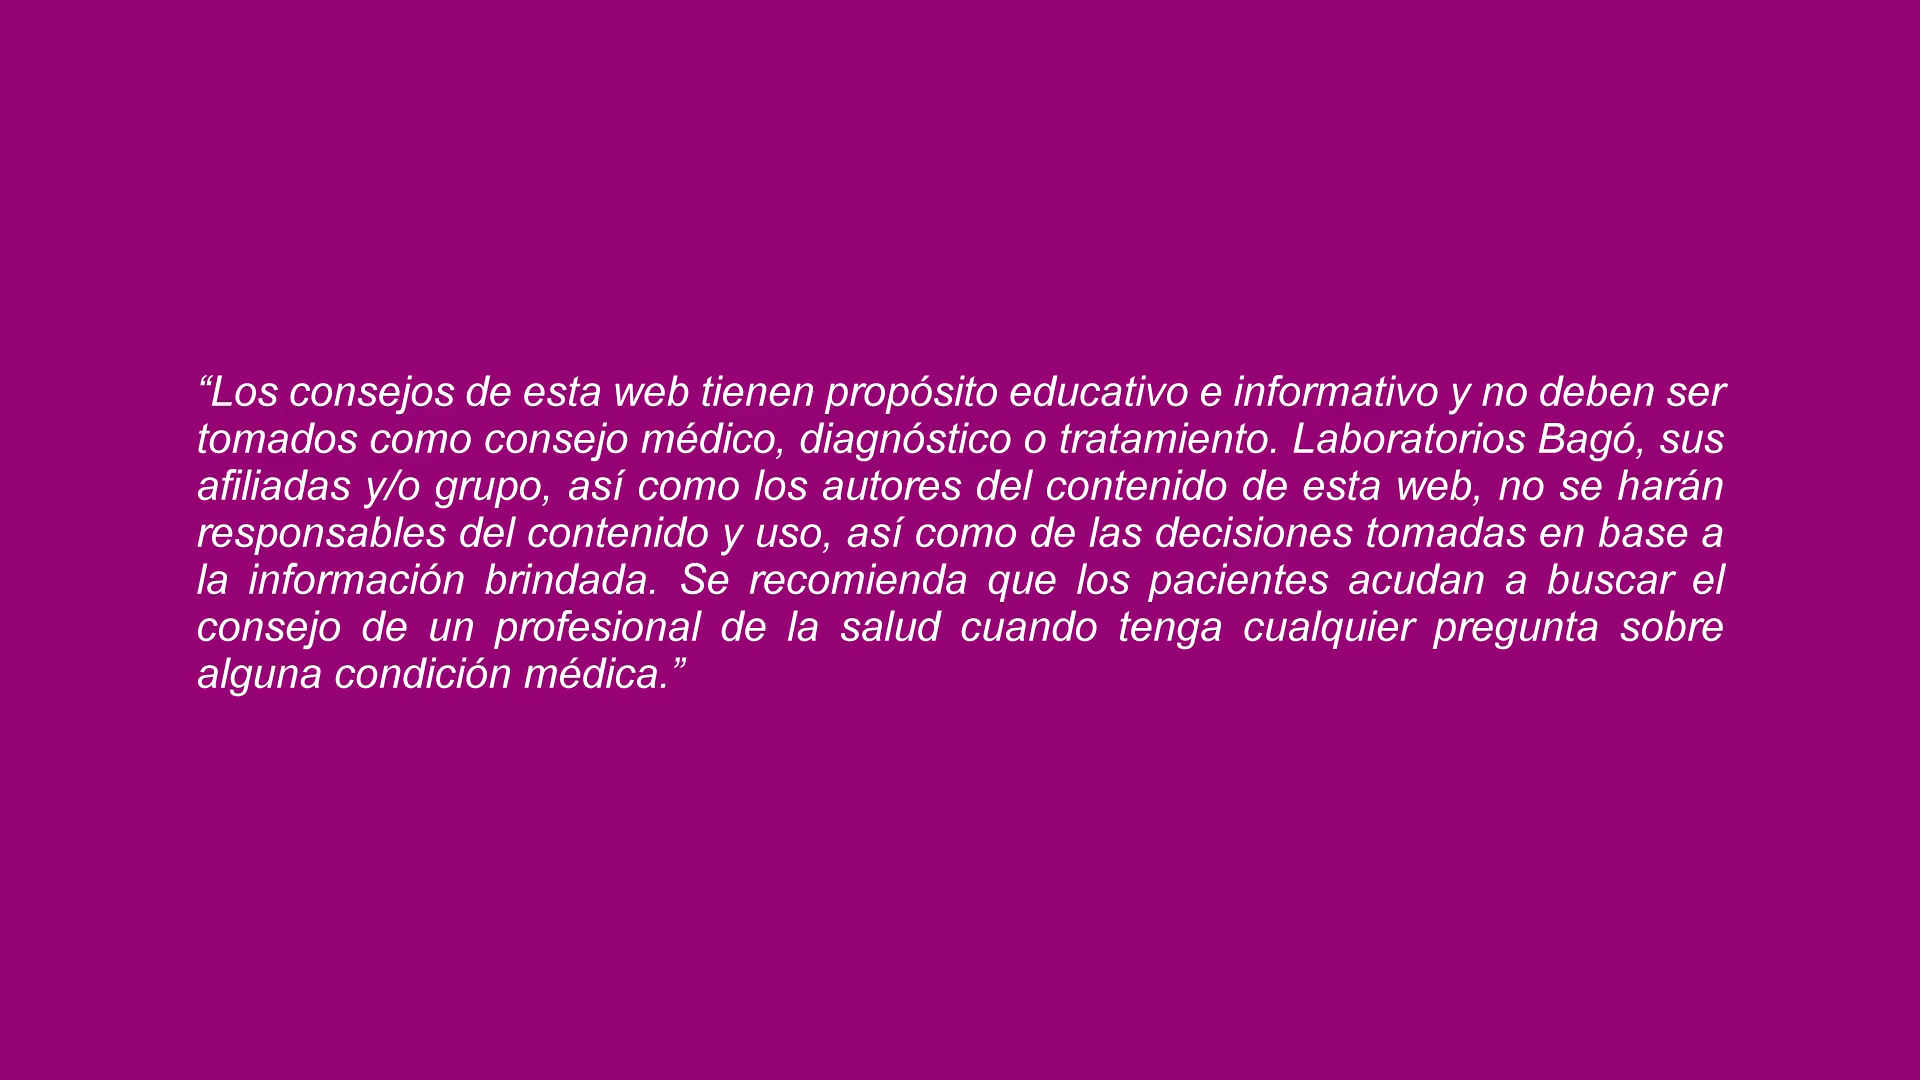 “Los consejos de esta web tienen propósito educativo e informativo y no deben ser
tomados como consejo médico, diagnóstico o tratamiento. Laboratorios Bagó, sus
afiliadas y/o grupo, así como los autores del contenido de esta web, no se harán
responsables del contenido y uso, así como de las decisiones tomadas en base a
la información brindada. Se recomienda que los pacientes acudan a buscar el
consejo de un profesional de la salud cuando tenga cualquier pregunta sobre
alguna condición médica.”